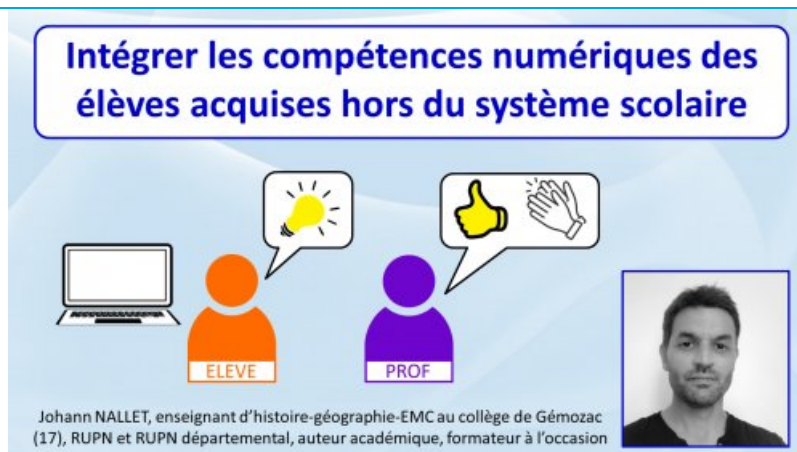 Intégrer les compétences numériques des
élèves acquises hors du système scolaire
ELEVE
PROF
Johann NALLET, enseignant d'histoire-géographie-EMC au collège de Gémozac
(17), RUPN et RUPN départemental, auteur académique, formateur à l'occasion